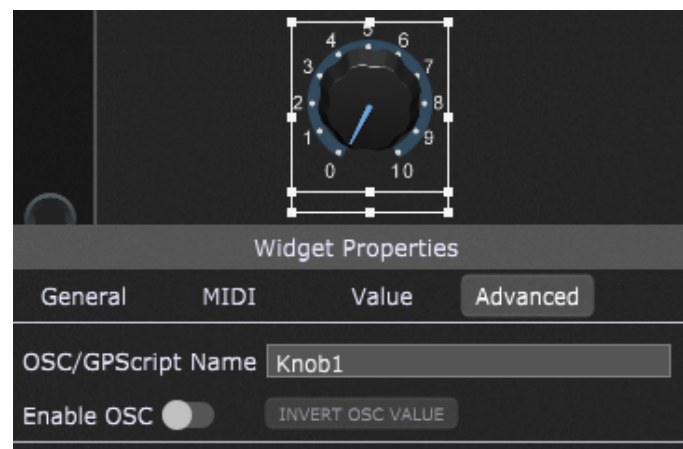 5
4 6
3 7
2 8
1 9
0 10
Widget Properties
General MIDI Value Advanced
OSC/GPScript Name Knob1
Enable OSC INVERT OSC VALUE